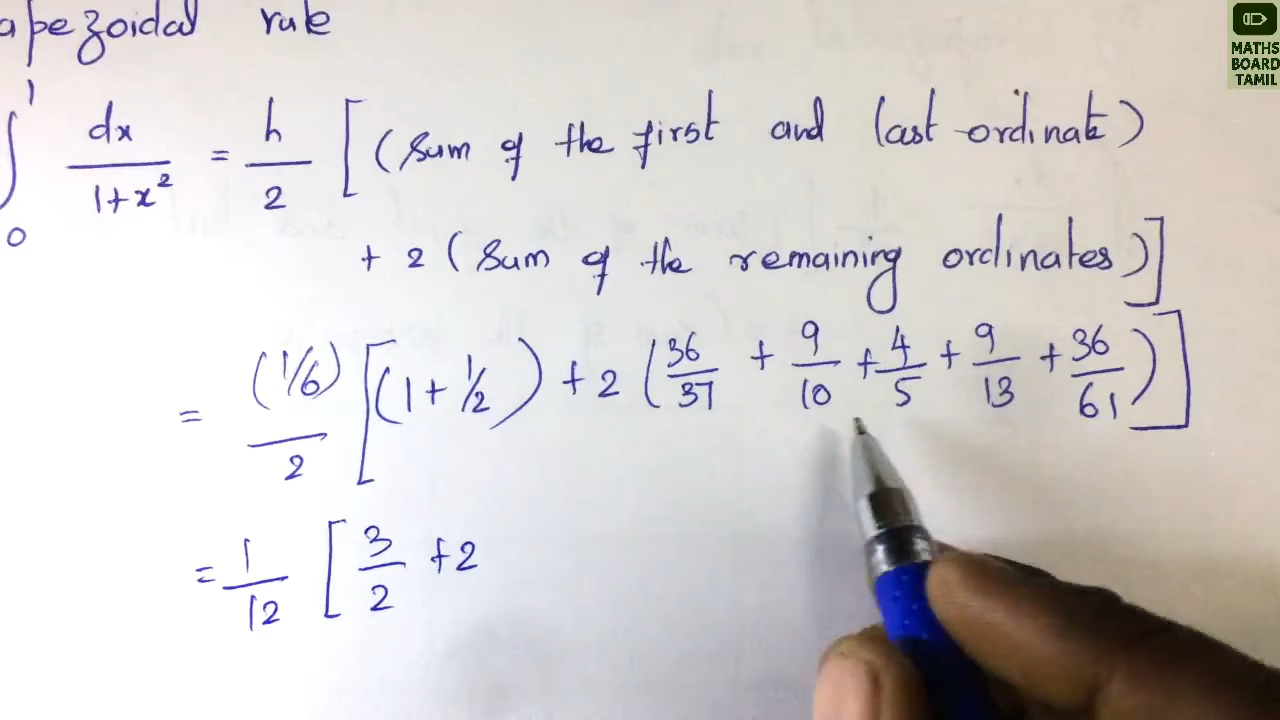 apezoidal rule
∫₀¹ dx/(1+x²) = h/2 [(Sum of the first and last ordinate)
+ 2 (Sum of the remaining ordinates)]
= (1/6)/2 [(1 + 1/2) + 2 (36/37 + 9/10 + 4/5 + 9/13 + 36/61)]
= 1/12 [3/2 + 2
MATHS
BOARD
TAMIL